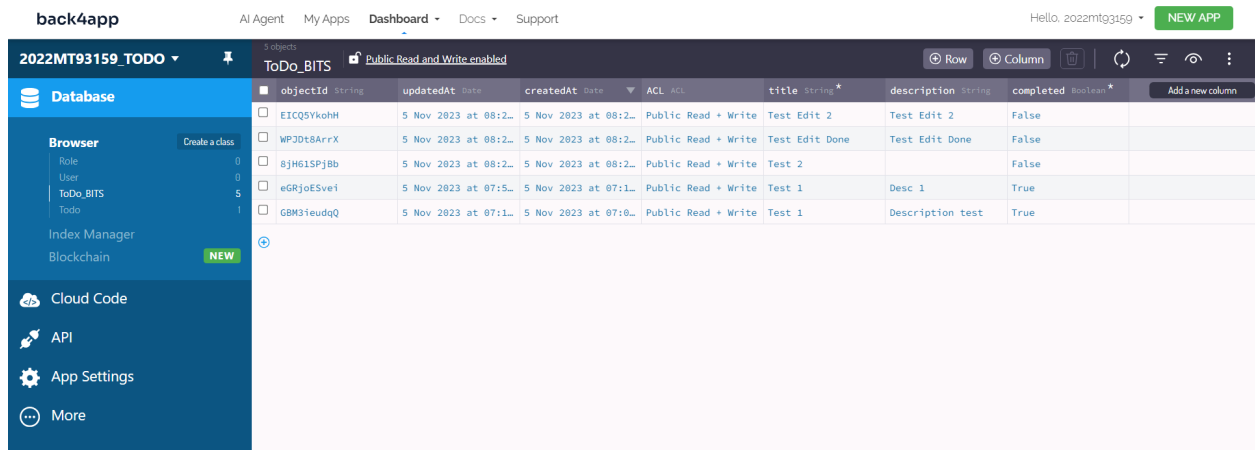 back4app AI Agent My Apps Dashboard Docs Support Hello, 2022mt93159 NEW APP
2022MT93159_TODO
5 objects
ToDo_BITS Public Read and Write enabled Row Column
Database
objectId String updatedAt Date createdAt Date ACL ACL title String* description String completed Boolean* Add a new column
EICQ5YkohH 5 Nov 2023 at 08:2… 5 Nov 2023 at 08:2… Public Read + Write Test Edit 2 Test Edit 2 False
WPJDt8ArrX 5 Nov 2023 at 08:2… 5 Nov 2023 at 08:2… Public Read + Write Test Edit Done Test Edit Done False
8jH61SPjBb 5 Nov 2023 at 08:2… 5 Nov 2023 at 08:2… Public Read + Write Test 2 False
eGRjoESvei 5 Nov 2023 at 07:5… 5 Nov 2023 at 07:1… Public Read + Write Test 1 Desc 1 True
GBM3ieudqQ 5 Nov 2023 at 07:1… 5 Nov 2023 at 07:0… Public Read + Write Test 1 Description test True
Browser Create a class
Role 0
User 0
ToDo_BITS 5
Todo 1
Index Manager
Blockchain NEW
Cloud Code
API
App Settings
More